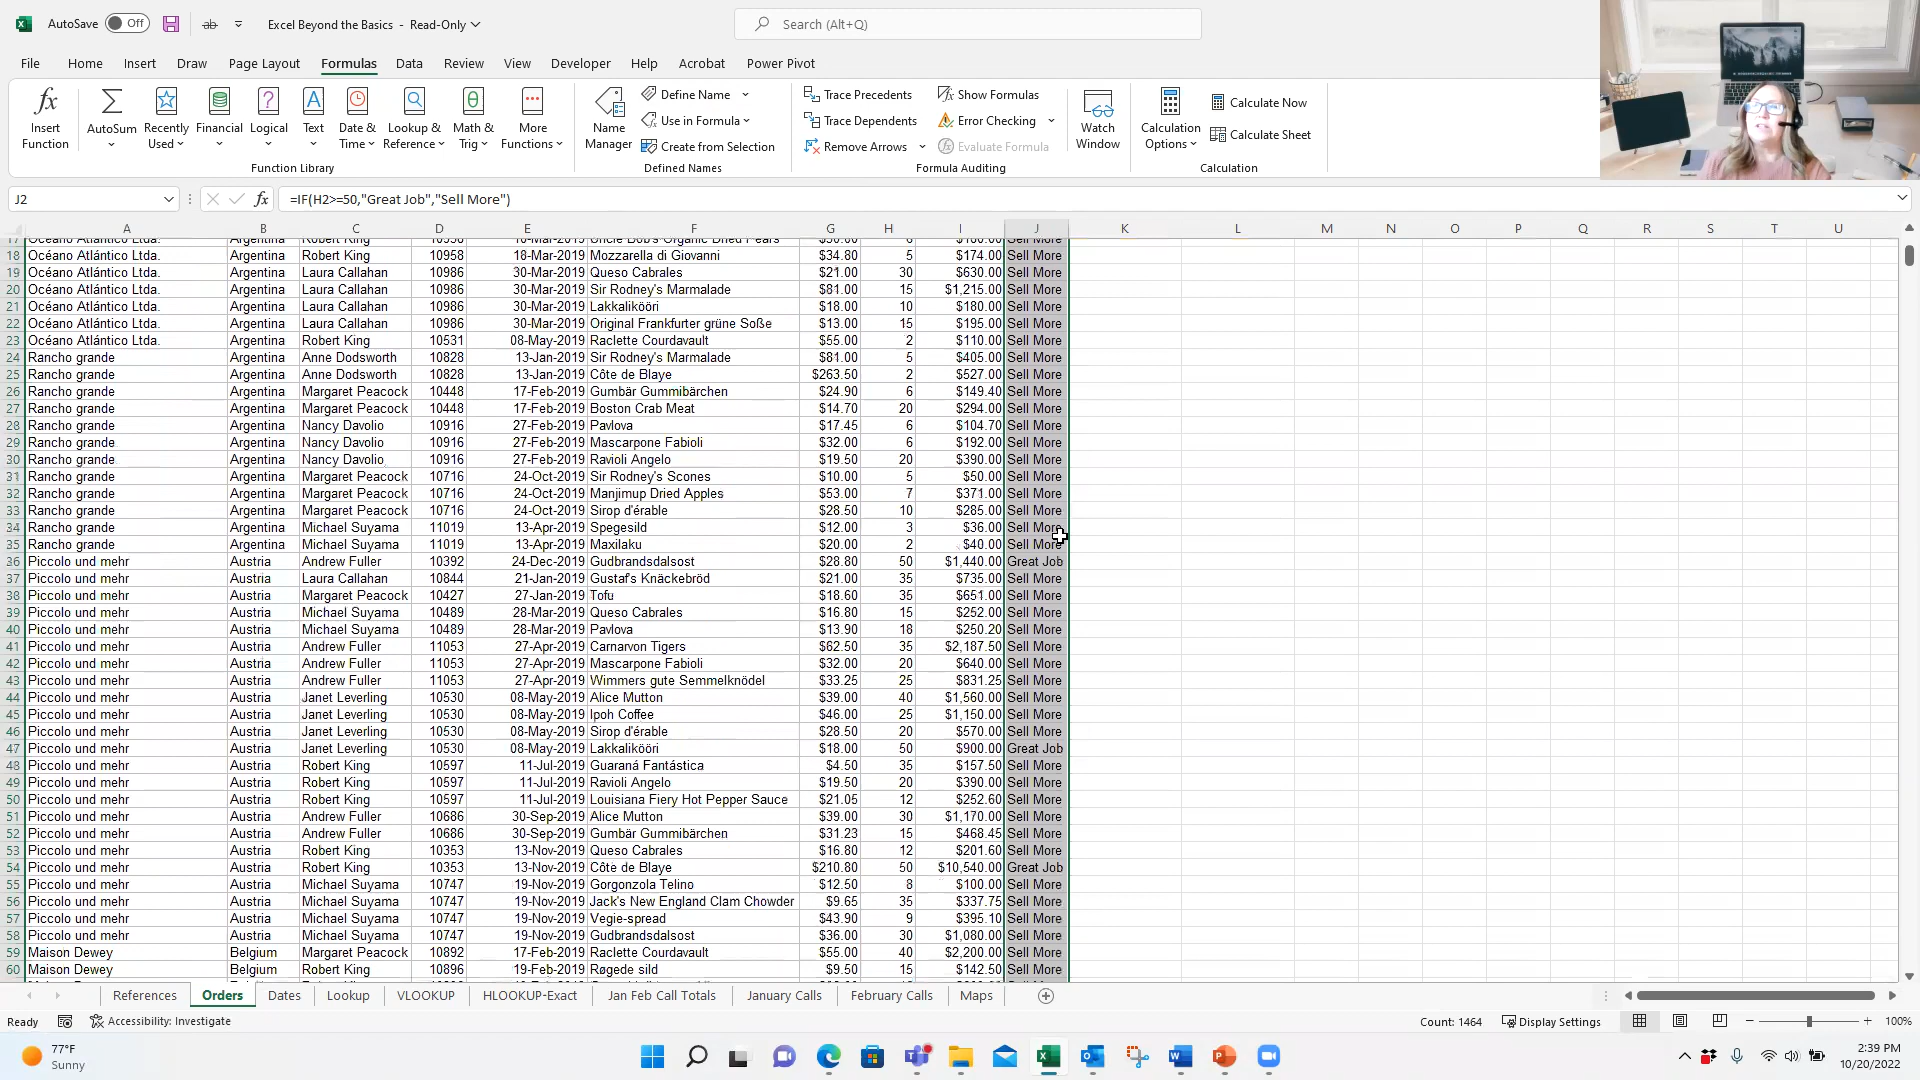 AutoSave Off ab Excel Beyond the Basics - Read-Only Search (Alt+Q)
File Home Insert Draw Page Layout Formulas Data Review View Developer Help Acrobat Power Pivot
Insert Function
AutoSum
Recently Used
Financial
Logical
Text
Date & Time
Lookup & Reference
Math & Trig
More Functions
Function Library
Name Manager
Define Name
Use in Formula
Create from Selection
Defined Names
Trace Precedents
Trace Dependents
Remove Arrows
Show Formulas
Error Checking
Evaluate Formula
Formula Auditing
Watch Window
Calculation Options
Calculate Now
Calculate Sheet
Calculation
J2 fx =IF(H2>=50,"Great Job","Sell More")
A B C D E F G H I J K L M N O P Q R S T U
17 Océano Atlántico Ltda. Argentina Robert King 10958 18-Mar-2019 Uncle Bob's Organic Dried Pears $30.00 6 $180.00 Sell More
18 Océano Atlántico Ltda. Argentina Robert King 10958 18-Mar-2019 Mozzarella di Giovanni $34.80 5 $174.00 Sell More
19 Océano Atlántico Ltda. Argentina Laura Callahan 10986 30-Mar-2019 Queso Cabrales $21.00 30 $630.00 Sell More
20 Océano Atlántico Ltda. Argentina Laura Callahan 10986 30-Mar-2019 Sir Rodney's Marmalade $81.00 15 $1,215.00 Sell More
21 Océano Atlántico Ltda. Argentina Laura Callahan 10986 30-Mar-2019 Lakkalikööri $18.00 10 $180.00 Sell More
22 Océano Atlántico Ltda. Argentina Laura Callahan 10986 30-Mar-2019 Original Frankfurter grüne Soße $13.00 15 $195.00 Sell More
23 Océano Atlántico Ltda. Argentina Robert King 10531 08-May-2019 Raclette Courdavault $55.00 2 $110.00 Sell More
24 Rancho grande Argentina Anne Dodsworth 10828 13-Jan-2019 Sir Rodney's Marmalade $81.00 5 $405.00 Sell More
25 Rancho grande Argentina Anne Dodsworth 10828 13-Jan-2019 Côte de Blaye $263.50 2 $527.00 Sell More
26 Rancho grande Argentina Margaret Peacock 10448 17-Feb-2019 Gumbär Gummibärchen $24.90 6 $149.40 Sell More
27 Rancho grande Argentina Margaret Peacock 10448 17-Feb-2019 Boston Crab Meat $14.70 20 $294.00 Sell More
28 Rancho grande Argentina Nancy Davolio 10916 27-Feb-2019 Pavlova $17.45 6 $104.70 Sell More
29 Rancho grande Argentina Nancy Davolio 10916 27-Feb-2019 Mascarpone Fabioli $32.00 6 $192.00 Sell More
30 Rancho grande Argentina Nancy Davolio 10916 27-Feb-2019 Ravioli Angelo $19.50 20 $390.00 Sell More
31 Rancho grande Argentina Margaret Peacock 10716 24-Oct-2019 Sir Rodney's Scones $10.00 5 $50.00 Sell More
32 Rancho grande Argentina Margaret Peacock 10716 24-Oct-2019 Manjimup Dried Apples $53.00 7 $371.00 Sell More
33 Rancho grande Argentina Margaret Peacock 10716 24-Oct-2019 Sirop d'érable $28.50 10 $285.00 Sell More
34 Rancho grande Argentina Michael Suyama 11019 13-Apr-2019 Spegesild $12.00 3 $36.00 Sell More
35 Rancho grande Argentina Michael Suyama 11019 13-Apr-2019 Maxilaku $20.00 2 $40.00 Sell More
36 Piccolo und mehr Austria Andrew Fuller 10392 24-Dec-2019 Gudbrandsdalsost $28.80 50 $1,440.00 Great Job
37 Piccolo und mehr Austria Laura Callahan 10844 21-Jan-2019 Gustaf's Knäckebröd $21.00 35 $735.00 Sell More
38 Piccolo und mehr Austria Margaret Peacock 10427 27-Jan-2019 Tofu $18.60 35 $651.00 Sell More
39 Piccolo und mehr Austria Michael Suyama 10489 28-Mar-2019 Queso Cabrales $16.80 15 $252.00 Sell More
40 Piccolo und mehr Austria Michael Suyama 10489 28-Mar-2019 Pavlova $13.90 18 $250.20 Sell More
41 Piccolo und mehr Austria Andrew Fuller 11053 27-Apr-2019 Carnarvon Tigers $62.50 35 $2,187.50 Sell More
42 Piccolo und mehr Austria Andrew Fuller 11053 27-Apr-2019 Mascarpone Fabioli $32.00 20 $640.00 Sell More
43 Piccolo und mehr Austria Andrew Fuller 11053 27-Apr-2019 Wimmers gute Semmelknödel $33.25 25 $831.25 Sell More
44 Piccolo und mehr Austria Janet Leverling 10530 08-May-2019 Alice Mutton $39.00 40 $1,560.00 Sell More
45 Piccolo und mehr Austria Janet Leverling 10530 08-May-2019 Ipoh Coffee $46.00 25 $1,150.00 Sell More
46 Piccolo und mehr Austria Janet Leverling 10530 08-May-2019 Sirop d'érable $28.50 20 $570.00 Sell More
47 Piccolo und mehr Austria Janet Leverling 10530 08-May-2019 Lakkalikööri $18.00 50 $900.00 Great Job
48 Piccolo und mehr Austria Robert King 10597 11-Jul-2019 Guaraná Fantástica $4.50 35 $157.50 Sell More
49 Piccolo und mehr Austria Robert King 10597 11-Jul-2019 Ravioli Angelo $19.50 20 $390.00 Sell More
50 Piccolo und mehr Austria Robert King 10597 11-Jul-2019 Louisiana Fiery Hot Pepper Sauce $21.05 12 $252.60 Sell More
51 Piccolo und mehr Austria Andrew Fuller 10686 30-Sep-2019 Alice Mutton $39.00 30 $1,170.00 Sell More
52 Piccolo und mehr Austria Andrew Fuller 10686 30-Sep-2019 Gumbär Gummibärchen $31.23 15 $468.45 Sell More
53 Piccolo und mehr Austria Robert King 10353 13-Nov-2019 Queso Cabrales $16.80 12 $201.60 Sell More
54 Piccolo und mehr Austria Robert King 10353 13-Nov-2019 Côte de Blaye $210.80 50 $10,540.00 Great Job
55 Piccolo und mehr Austria Michael Suyama 10747 19-Nov-2019 Gorgonzola Telino $12.50 8 $100.00 Sell More
56 Piccolo und mehr Austria Michael Suyama 10747 19-Nov-2019 Jack's New England Clam Chowder $9.65 35 $337.75 Sell More
57 Piccolo und mehr Austria Michael Suyama 10747 19-Nov-2019 Vegie-spread $43.90 9 $395.10 Sell More
58 Piccolo und mehr Austria Michael Suyama 10747 19-Nov-2019 Gudbrandsdalsost $36.00 30 $1,080.00 Sell More
59 Maison Dewey Belgium Margaret Peacock 10892 17-Feb-2019 Raclette Courdavault $55.00 40 $2,200.00 Sell More
60 Maison Dewey Belgium Robert King 10896 19-Feb-2019 Røgede sild $9.50 15 $142.50 Sell More
References Orders Dates Lookup VLOOKUP HLOOKUP-Exact Jan Feb Call Totals January Calls February Calls Maps
Ready Accessibility: Investigate Count: 1464 Display Settings 100%
77°F
Sunny
2:39 PM
10/20/2022